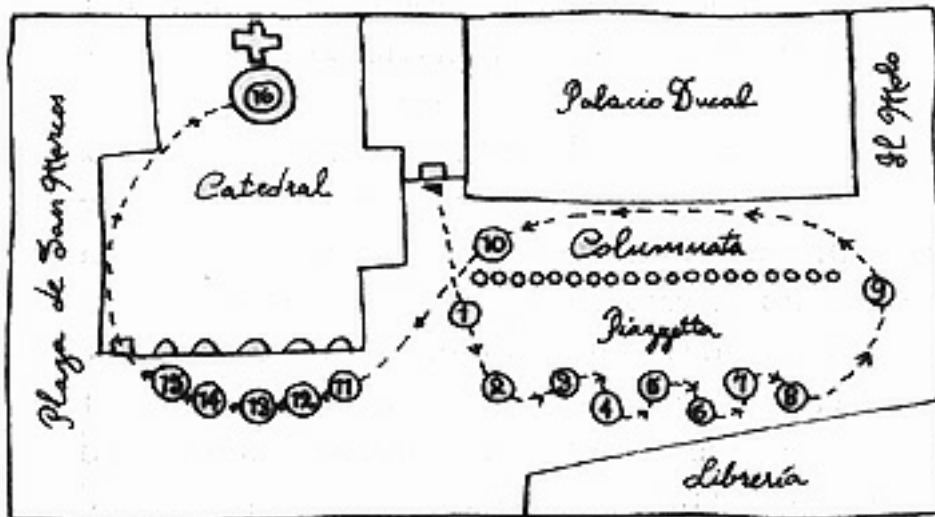 16
Palacio Ducal
Il Molo
Plaza de San Marcos
Catedral
10
Columnata
9
1
Piazzetta
15
14
13
12
11
2
3
4
5
6
7
8
Librería